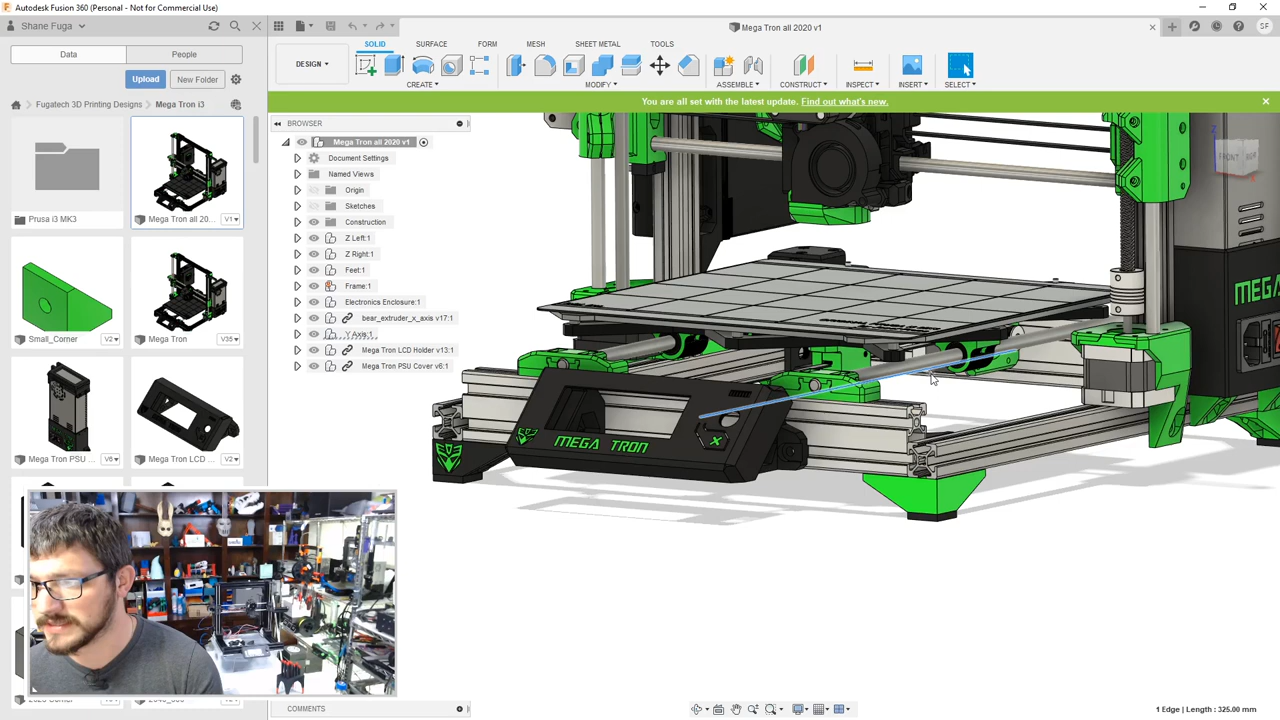 Autodesk Fusion 360 (Personal - Not for Commercial Use)
Shane Fuga
Mega Tron all 2020 v1
SF
Data
People
Upload
New Folder
DESIGN
SOLID
SURFACE
FORM
MESH
SHEET METAL
TOOLS
CREATE
MODIFY
ASSEMBLE
CONSTRUCT
INSPECT
INSERT
SELECT
You are all set with the latest update. Find out what's new.
Fugatech 3D Printing Designs > Mega Tron i3
Prusa i3 MK3
Mega Tron all 20...
V1
Small_Corner
V2
Mega Tron
V35
Mega Tron PSU ...
V6
Mega Tron LCD ...
V2
BROWSER
Mega Tron all 2020 v1
Document Settings
Named Views
Origin
Sketches
Construction
Z Left:1
Z Right:1
Feet:1
Frame:1
Electronics Enclosure:1
bear_extruder_x_axis v17:1
Y Axis:1
Mega Tron LCD Holder v13:1
Mega Tron PSU Cover v6:1
Z
FRONT
MEGA TRON
X
MEGA
COMMENTS
1 Edge | Length : 325.00 mm